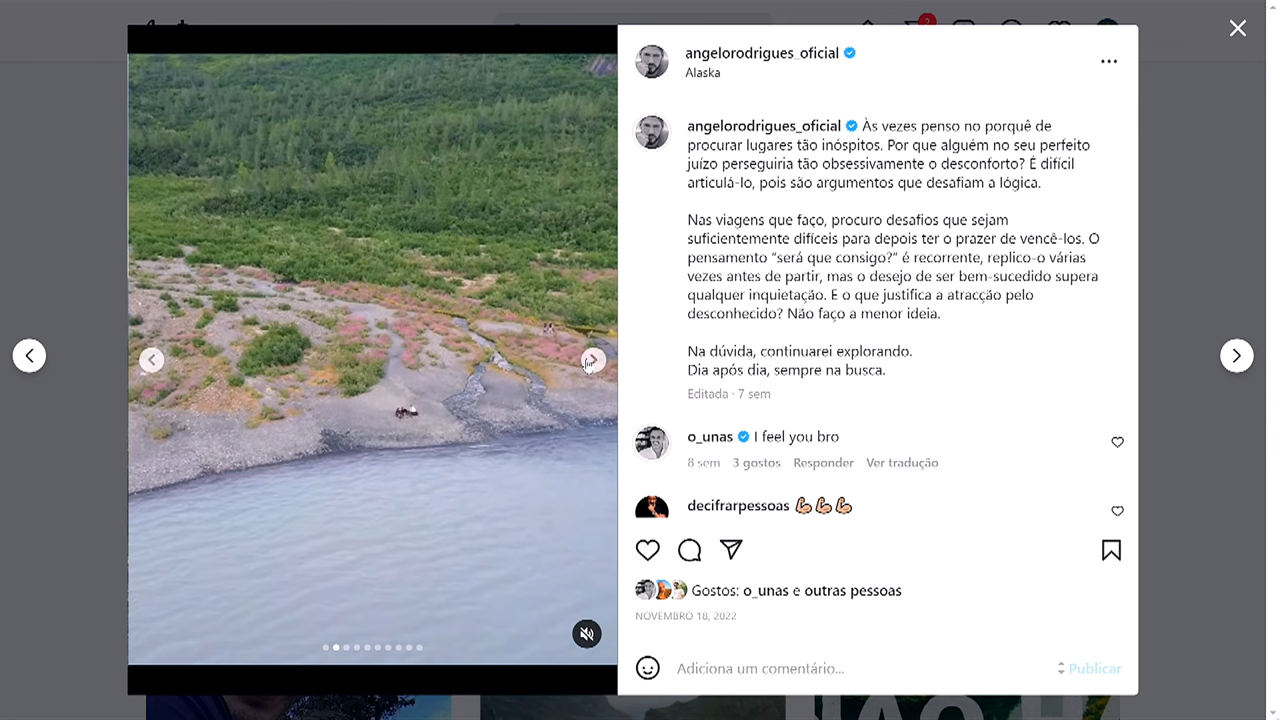 2
angelorodrigues_oficial
Alaska
angelorodrigues_oficial Às vezes penso no porquê de
procurar lugares tão inóspitos. Por que alguém no seu perfeito
juízo perseguiria tão obsessivamente o desconforto? É difícil
articulá-lo, pois são argumentos que desafiam a lógica.
Nas viagens que faço, procuro desafios que sejam
suficientemente difíceis para depois ter o prazer de vencê-los. O
pensamento “será que consigo?” é recorrente, replico-o várias
vezes antes de partir, mas o desejo de ser bem-sucedido supera
qualquer inquietação. E o que justifica a atracção pelo
desconhecido? Não faço a menor ideia.
Na dúvida, continuarei explorando.
Dia após dia, sempre na busca.
Editada · 7 sem
o_unas I feel you bro
8 sem 3 gostos Responder Ver tradução
decifrarpessoas 💪🏼💪🏼💪🏼
Gostos: o_unas e outras pessoas
NOVEMBRO 18, 2022
Adiciona um comentário... Publicar